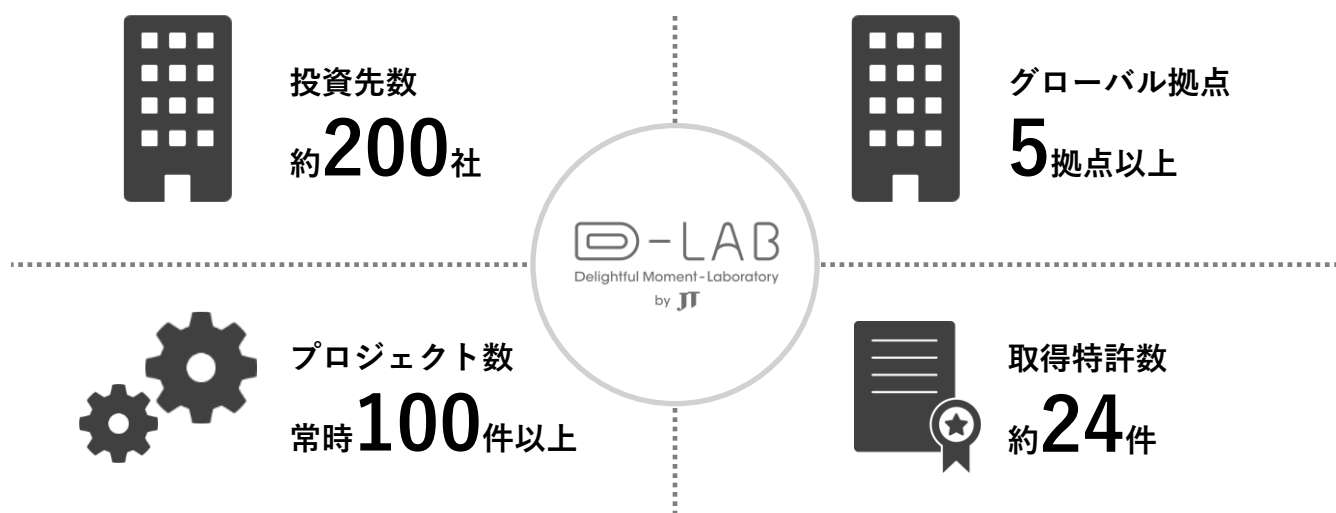 投資先数
約200社
グローバル拠点
5拠点以上
D-LAB
Delightful Moment-Laboratory
by JT
プロジェクト数
常時100件以上
取得特許数
約24件